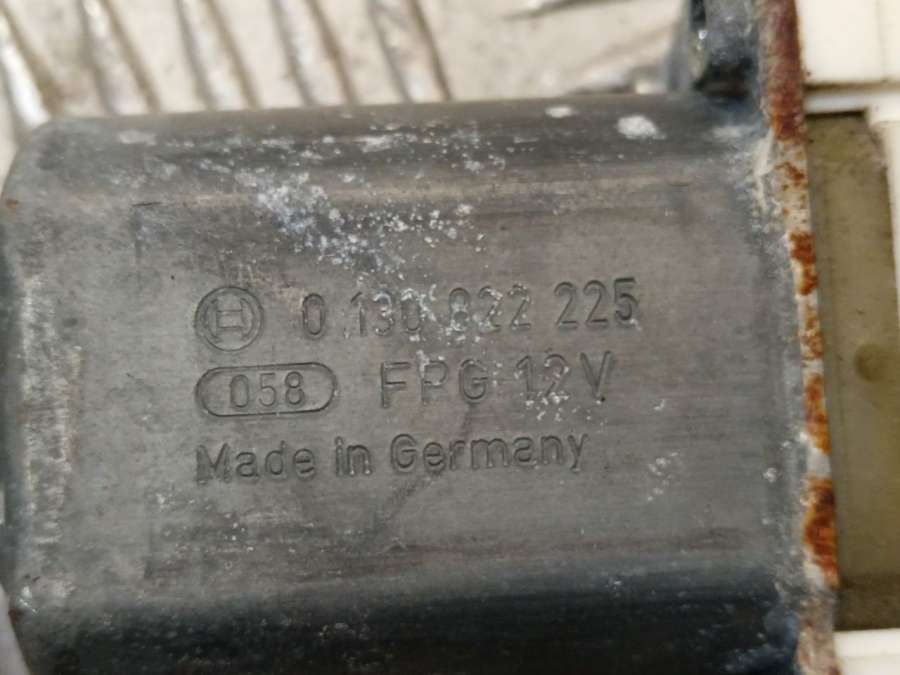 0 130 822 225
058 FPG 12V
Made in Germany